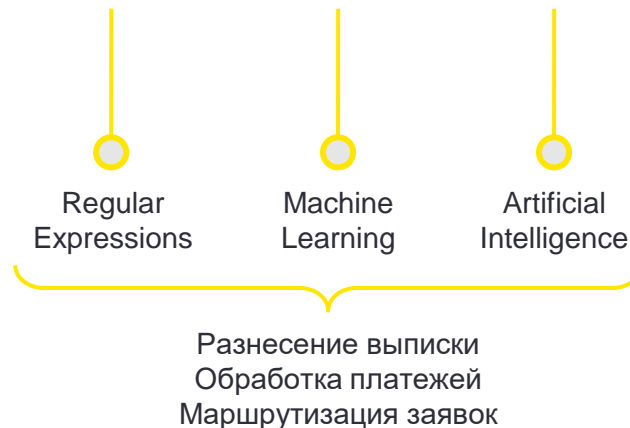 Regular
Expressions
Machine
Learning
Artificial
Intelligence
Разнесение выписки
Обработка платежей
Маршрутизация заявок